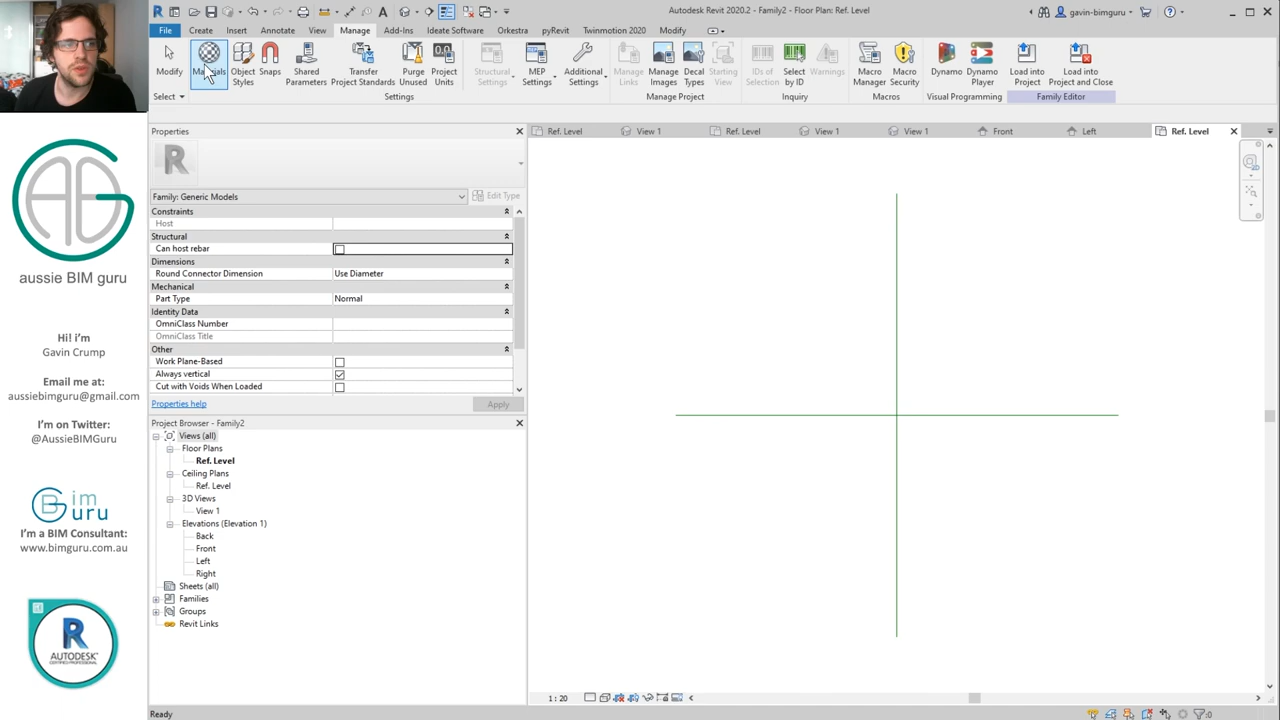 Autodesk Revit 2020.2 - Family2 - Floor Plan: Ref. Level
gavin-bimguru
File Create Insert Annotate View Manage Add-Ins Ideate Software Orkestra pyRevit Twinmotion 2020 Modify
Modify
Materials
Object Styles
Snaps
Shared Parameters
Transfer Project Standards
Purge Unused
Project Units
Structural Settings
MEP Settings
Additional Settings
Manage Links
Manage Images
Decal Types
Starting View
IDs of Selection
Select by ID
Warnings
Macro Manager
Macro Security
Dynamo
Dynamo Player
Load into Project
Load into Project and Close
Select Settings Manage Project Inquiry Macros Visual Programming Family Editor
Properties
Ref. Level View 1 Ref. Level View 1 View 1 Front Left Ref. Level
R
Family: Generic Models Edit Type
Constraints
Host
Structural
Can host rebar
Dimensions
Round Connector Dimension Use Diameter
Mechanical
Part Type Normal
Identity Data
OmniClass Number
OmniClass Title
Other
Work Plane-Based
Always vertical
Cut with Voids When Loaded
Properties help Apply
Project Browser - Family2
Views (all)
Floor Plans
Ref. Level
Ceiling Plans
Ref. Level
3D Views
View 1
Elevations (Elevation 1)
Back
Front
Left
Right
Sheets (all)
Families
Groups
Revit Links
1 : 20
Ready
:0
aussie BIM guru
Hi! i'm
Gavin Crump
Email me at:
aussiebimguru@gmail.com
I'm on Twitter:
@AussieBIMGuru
Bim
Guru
I'm a BIM Consultant:
www.bimguru.com.au
R
AUTODESK
CERTIFIED PROFESSIONAL